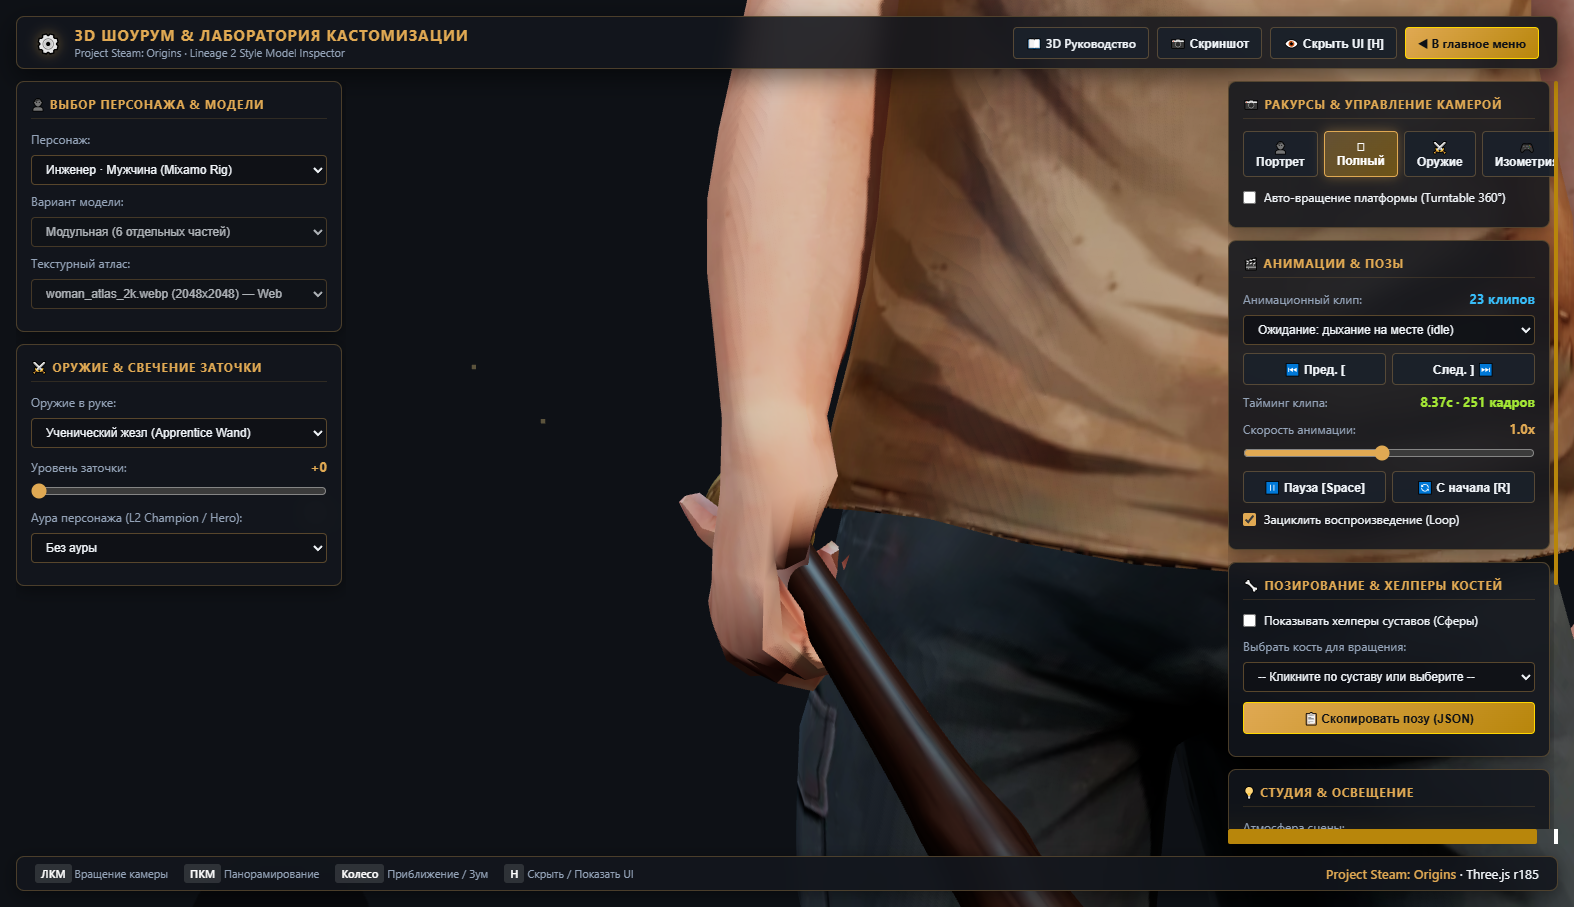 3D ШОУРУМ & ЛАБОРАТОРИЯ КАСТОМИЗАЦИИ
Project Steam: Origins · Lineage 2 Style Model Inspector
3D Руководство
Скриншот
Скрыть UI [H]
◀ В главное меню
ВЫБОР ПЕРСОНАЖА & МОДЕЛИ
Персонаж:
Инженер · Мужчина (Mixamo Rig)
Вариант модели:
Модульная (6 отдельных частей)
Текстурный атлас:
woman_atlas_2k.webp (2048x2048) — Web
ОРУЖИЕ & СВЕЧЕНИЕ ЗАТОЧКИ
Оружие в руке:
Ученический жезл (Apprentice Wand)
Уровень заточки:
+0
Аура персонажа (L2 Champion / Hero):
Без ауры
РАКУРСЫ & УПРАВЛЕНИЕ КАМЕРОЙ
Портрет
Полный
Оружие
Изометрия
Авто-вращение платформы (Turntable 360°)
АНИМАЦИИ & ПОЗЫ
Анимационный клип:
23 клипов
Ожидание: дыхание на месте (idle)
Пред. [
След. ]
Тайминг клипа:
8.37с · 251 кадров
Скорость анимации:
1.0x
Пауза [Space]
С начала [R]
Зациклить воспроизведение (Loop)
ПОЗИРОВАНИЕ & ХЕЛПЕРЫ КОСТЕЙ
Показывать хелперы суставов (Сферы)
Выбрать кость для вращения:
-- Кликните по суставу или выберите --
Скопировать позу (JSON)
СТУДИЯ & ОСВЕЩЕНИЕ
Атмосфера сцены:
ЛКМ Вращение камеры
ПКМ Панорамирование
Колесо Приближение / Зум
H Скрыть / Показать UI
Project Steam: Origins · Three.js r185